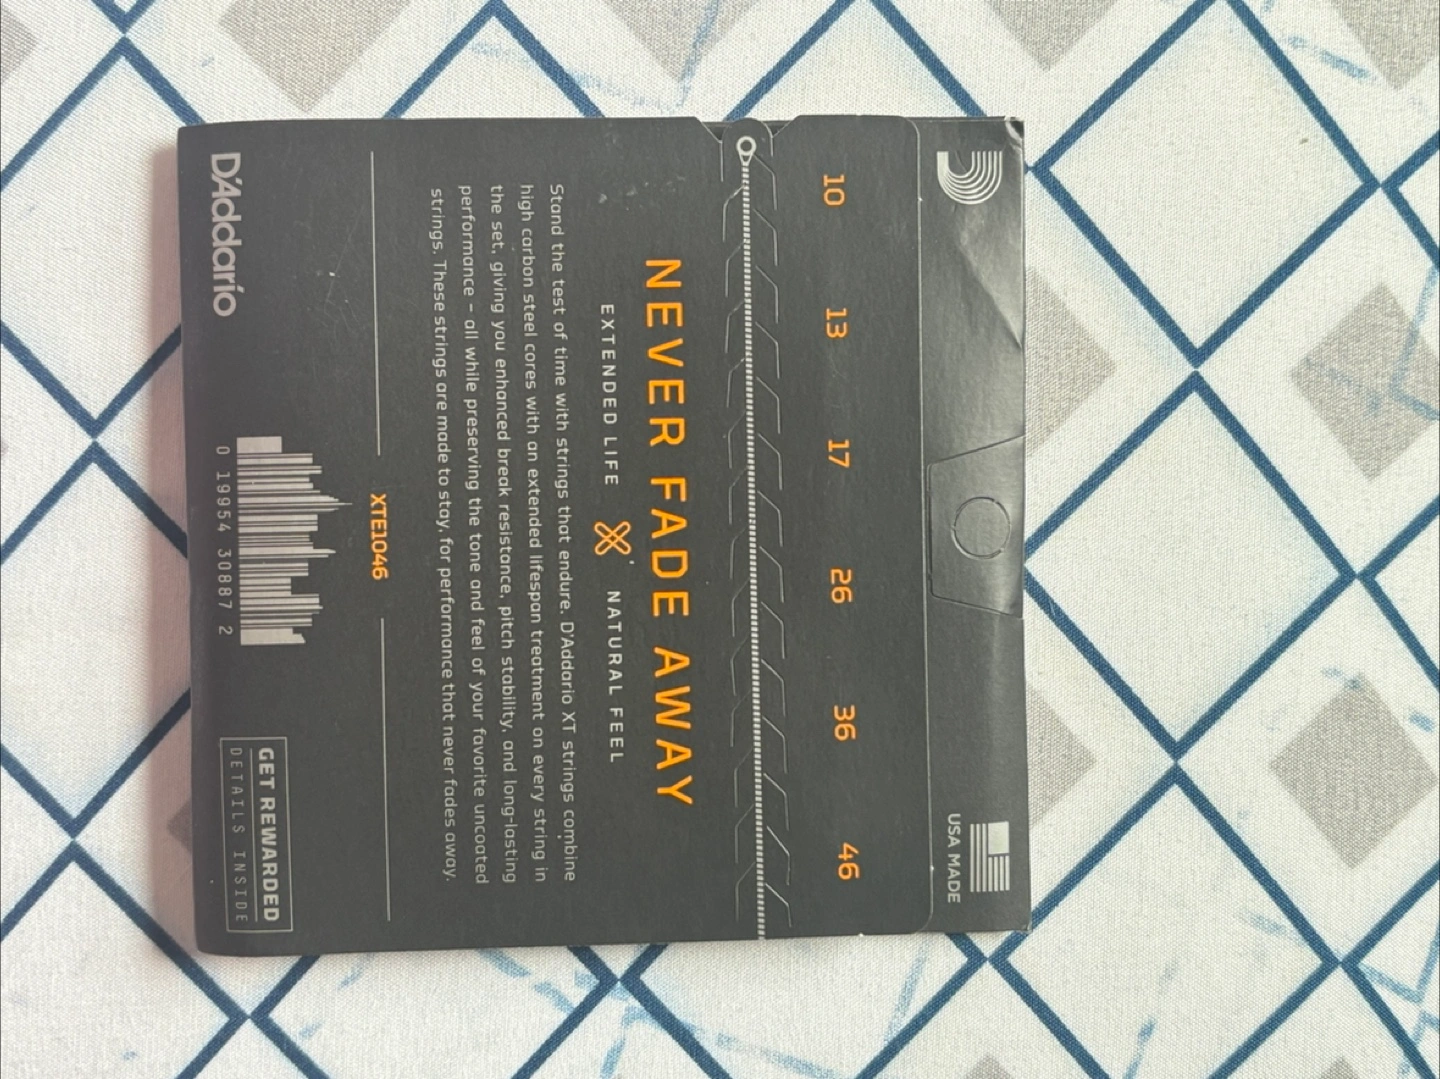 USA MADE
10 13 17 26 36 46
NEVER FADE AWAY
EXTENDED LIFE NATURAL FEEL
Stand the test of time with strings that endure. D'Addario XT strings combine
high carbon steel cores with an extended lifespan treatment on every string in
the set, giving you enhanced break resistance, pitch stability, and long-lasting
performance – all while preserving the tone and feel of your favorite uncoated
strings. These strings are made to stay, for performance that never fades away.
XTE1046
0 19954 30887 2
D'Addario
GET REWARDED
DETAILS INSIDE